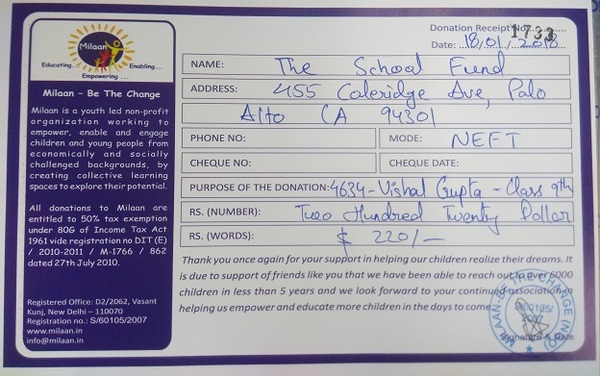 Milaan
Educating... Enabling...
Empowering ...
Milaan - Be The Change
Milaan is a youth led non-profit
organization working to
empower, enable and engage
children and young people from
economically and socially
challenged backgrounds, by
creating collective learning
spaces to explore their potential.
All donations to Milaan are
entitled to 50% tax exemption
under 80G of Income Tax Act
1961 vide registration no DIT (E)
/ 2010-2011 / M-1766 / 862
dated 27th July 2010.
Registered Office: D2/2062, Vasant
Kunj, New Delhi – 110070
Registration no.: S/60105/2007
www.milaan.in
info@milaan.in
Donation Receipt No. 1733
Date: 18/01/2018
NAME: The School Fund
ADDRESS: 455 Coleridge Ave, Palo
Alto CA 94301
PHONE NO: MODE: NEFT
CHEQUE NO: CHEQUE DATE:
PURPOSE OF THE DONATION: 4634-Vishal Gupta - Class 9th
RS. (NUMBER): Two Hundred Twenty Dollar
RS. (WORDS): $ 220/-
Thank you once again for your support in helping our children realize their dreams. It
is due to support of friends like you that we have been able to reach out to over 6000
children in less than 5 years and we look forward to your continued association in
helping us empower and educate more children in the days to come.
MILAAN BE THE CHANGE
60105/
2007
Signature & Date